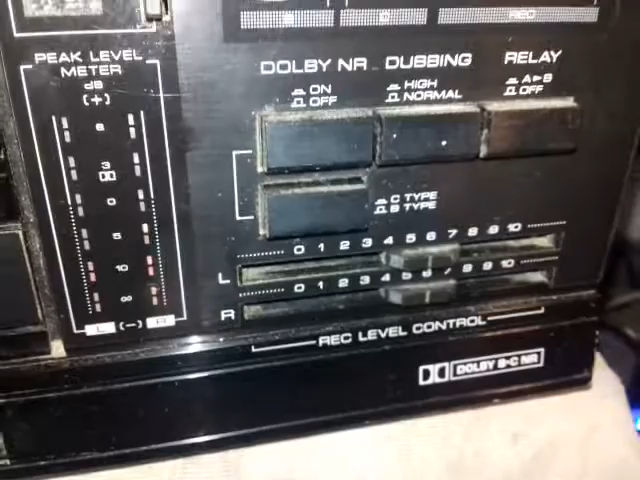 REC
PEAK LEVEL
METER
dB
(+)
6
3
0
5
10
∞
L (−) R
DOLBY NR
ON
OFF
DUBBING
HIGH
NORMAL
RELAY
A▸B
OFF
C TYPE
B TYPE
0 1 2 3 4 5 6 7 8 9 10
L
0 1 2 3 4 5 6 7 8 9 10
R
REC LEVEL CONTROL
DOLBY B-C NR